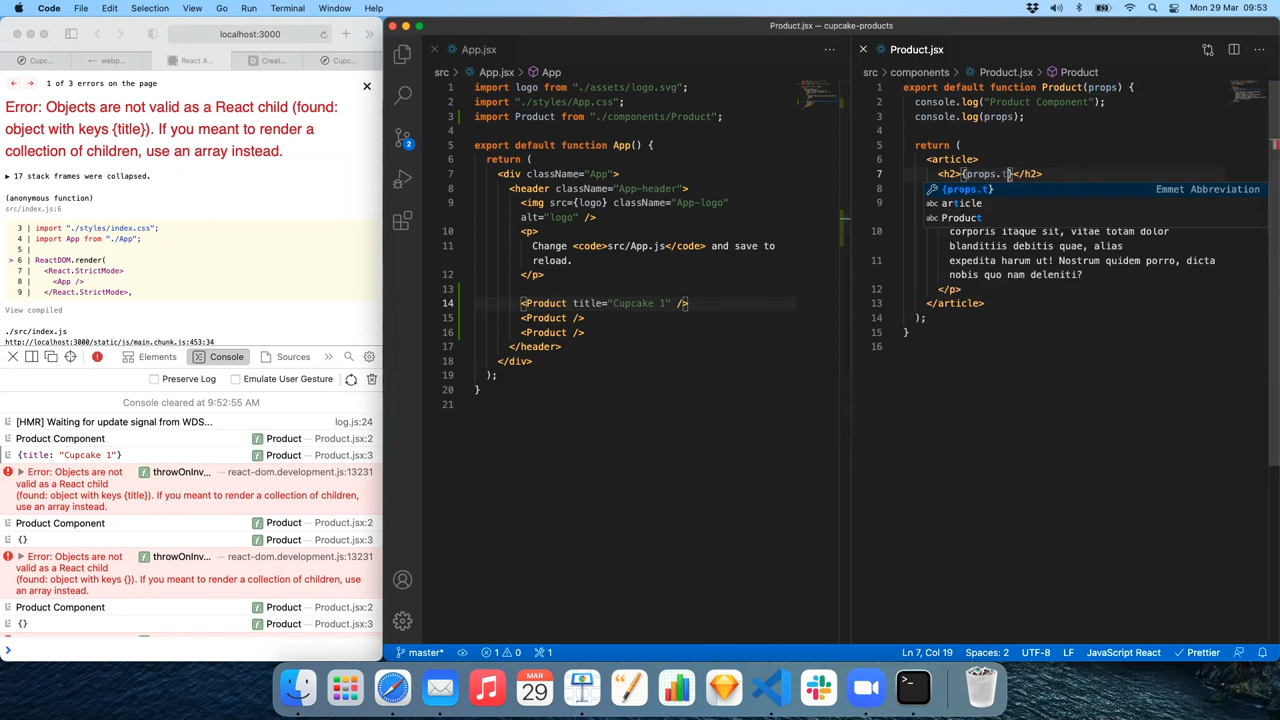 Code File Edit Selection View Go Run Terminal Window Help Mon 29 Mar 09:53
localhost:3000
Cupc... webp... React A... Creat... Cupc...
1 of 3 errors on the page
Error: Objects are not valid as a React child (found:
object with keys {title}). If you meant to render a
collection of children, use an array instead.
▶ 17 stack frames were collapsed.
(anonymous function)
src/index.js:6
3 | import "./styles/index.css";
4 | import App from "./App";
5 |
> 6 | ReactDOM.render(
7 | <React.StrictMode>
8 | <App />
9 | </React.StrictMode>,
View compiled
./src/index.js
http://localhost:3000/static/js/main.chunk.js:453:34
Elements Console Sources
Preserve Log Emulate User Gesture
Console cleared at 9:52:55 AM
[HMR] Waiting for update signal from WDS... log.js:24
Product Component Product — Product.jsx:2
{title: "Cupcake 1"} Product — Product.jsx:3
Error: Objects are not throwOnInv... — react-dom.development.js:13231
valid as a React child
(found: object with keys {title}). If you meant to render a collection of children,
use an array instead.
Product Component Product — Product.jsx:2
{} Product — Product.jsx:3
Error: Objects are not throwOnInv... — react-dom.development.js:13231
valid as a React child
(found: object with keys {}). If you meant to render a collection of children, use
an array instead.
Product Component Product — Product.jsx:2
{} Product — Product.jsx:3
Product.jsx — cupcake-products
App.jsx
src > App.jsx > App
1 import logo from "./assets/logo.svg";
2 import "./styles/App.css";
3 import Product from "./components/Product";
4
5 export default function App() {
6 return (
7 <div className="App">
8 <header className="App-header">
9 <img src={logo} className="App-logo"
alt="logo" />
10 <p>
11 Change <code>src/App.js</code> and save to
reload.
12 </p>
13
14 <Product title="Cupcake 1" />
15 <Product />
16 <Product />
17 </header>
18 </div>
19 );
20 }
21
Product.jsx
src > components > Product.jsx > Product
1 export default function Product(props) {
2 console.log("Product Component");
3 console.log(props);
4
5 return (
6 <article>
7 <h2>{props.t}</h2>
8 {props.t} Emmet Abbreviation
9 article
Product
10 corporis itaque sit, vitae totam dolor
blanditiis debitis quae, alias
11 expedita harum ut! Nostrum quidem porro, dicta
dobis quo nam deleniti?
12 </p>
13 </article>
14 );
15 }
16
2
master* 1 0 1 Ln 7, Col 19 Spaces: 2 UTF-8 LF JavaScript React Prettier
MAR
29